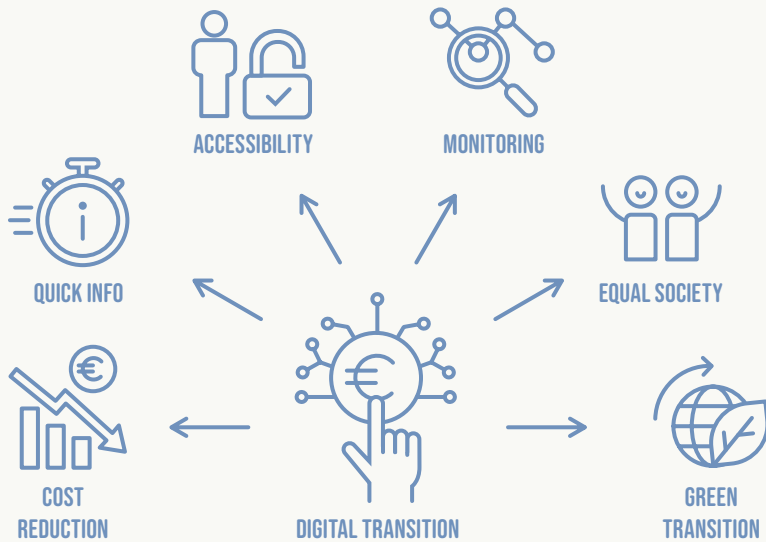 ACCESSIBILITY
MONITORING
QUICK INFO
EQUAL SOCIETY
COST
REDUCTION
DIGITAL TRANSITION
GREEN
TRANSITION